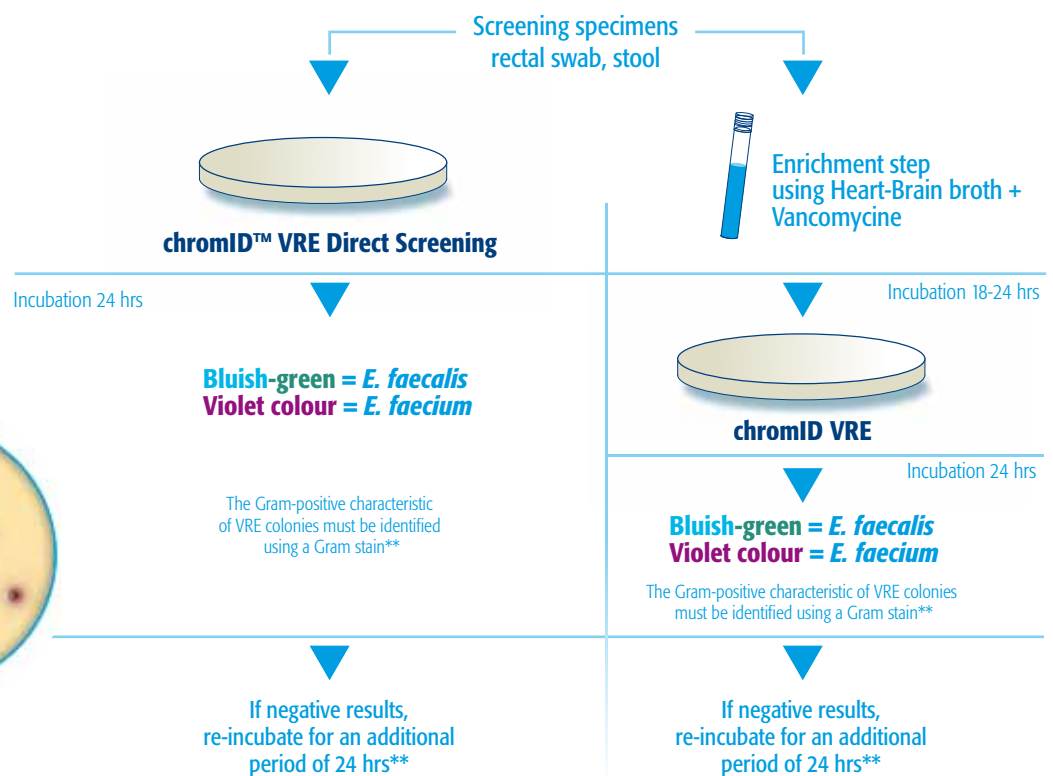 Screening specimens
rectal swab, stool
chromID™ VRE Direct Screening
Enrichment step
using Heart-Brain broth +
Vancomycine
Incubation 24 hrs
Incubation 18-24 hrs
Bluish-green = E. faecalis
Violet colour = E. faecium
The Gram-positive characteristic
of VRE colonies must be identified
using a Gram stain**
chromID VRE
Incubation 24 hrs
Bluish-green = E. faecalis
Violet colour = E. faecium
The Gram-positive characteristic of VRE colonies
must be identified using a Gram stain**
If negative results,
re-incubate for an additional
period of 24 hrs**
If negative results,
re-incubate for an additional
period of 24 hrs**